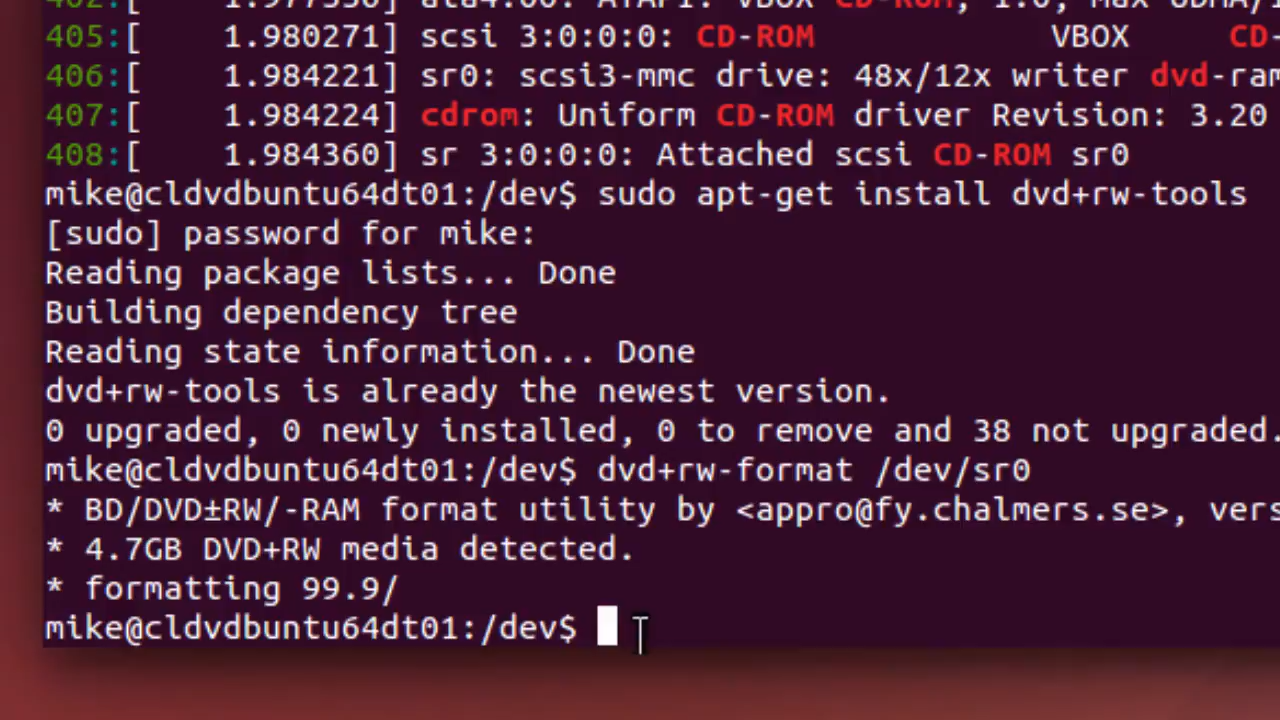 402:[ 1.977330] ata4.00: ATAPI: VBOX CD-ROM, 1.0, max UDMA/1
405:[ 1.980271] scsi 3:0:0:0: CD-ROM VBOX CD-
406:[ 1.984221] sr0: scsi3-mmc drive: 48x/12x writer dvd-ram
407:[ 1.984224] cdrom: Uniform CD-ROM driver Revision: 3.20
408:[ 1.984360] sr 3:0:0:0: Attached scsi CD-ROM sr0
mike@cldvdbuntu64dt01:/dev$ sudo apt-get install dvd+rw-tools
[sudo] password for mike:
Reading package lists... Done
Building dependency tree
Reading state information... Done
dvd+rw-tools is already the newest version.
0 upgraded, 0 newly installed, 0 to remove and 38 not upgraded.
mike@cldvdbuntu64dt01:/dev$ dvd+rw-format /dev/sr0
* BD/DVD±RW/-RAM format utility by <appro@fy.chalmers.se>, vers
* 4.7GB DVD+RW media detected.
* formatting 99.9/
mike@cldvdbuntu64dt01:/dev$